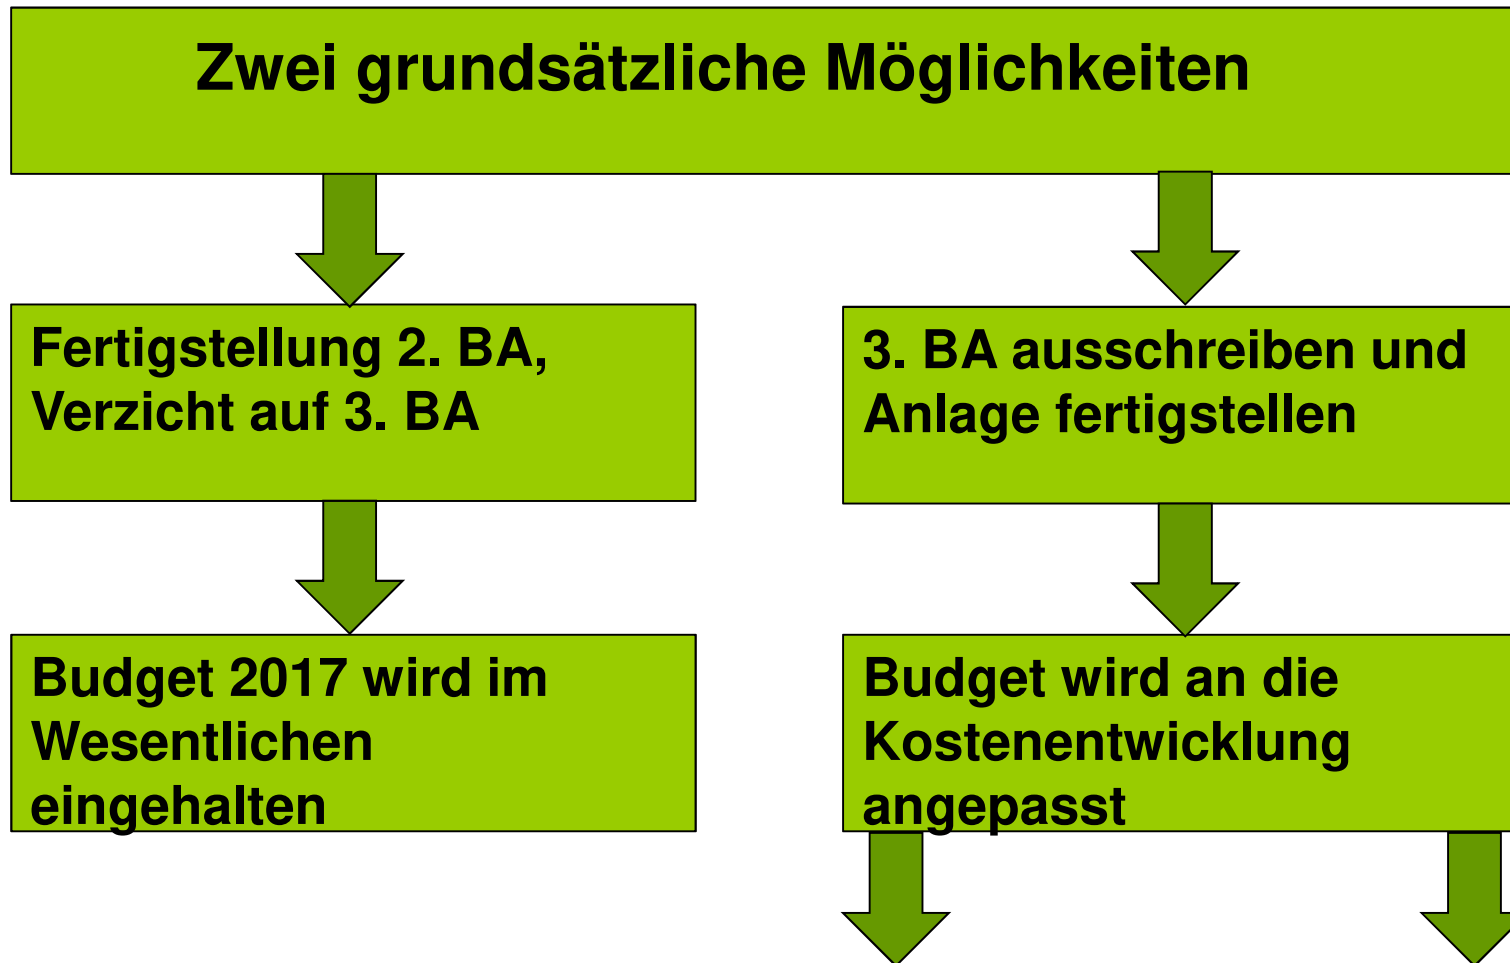 Zwei grundsätzliche Möglichkeiten
Fertigstellung 2. BA,
Verzicht auf 3. BA
3. BA ausschreiben und
Anlage fertigstellen
Budget 2017 wird im
Wesentlichen
eingehalten
Budget wird an die
Kostenentwicklung
angepasst